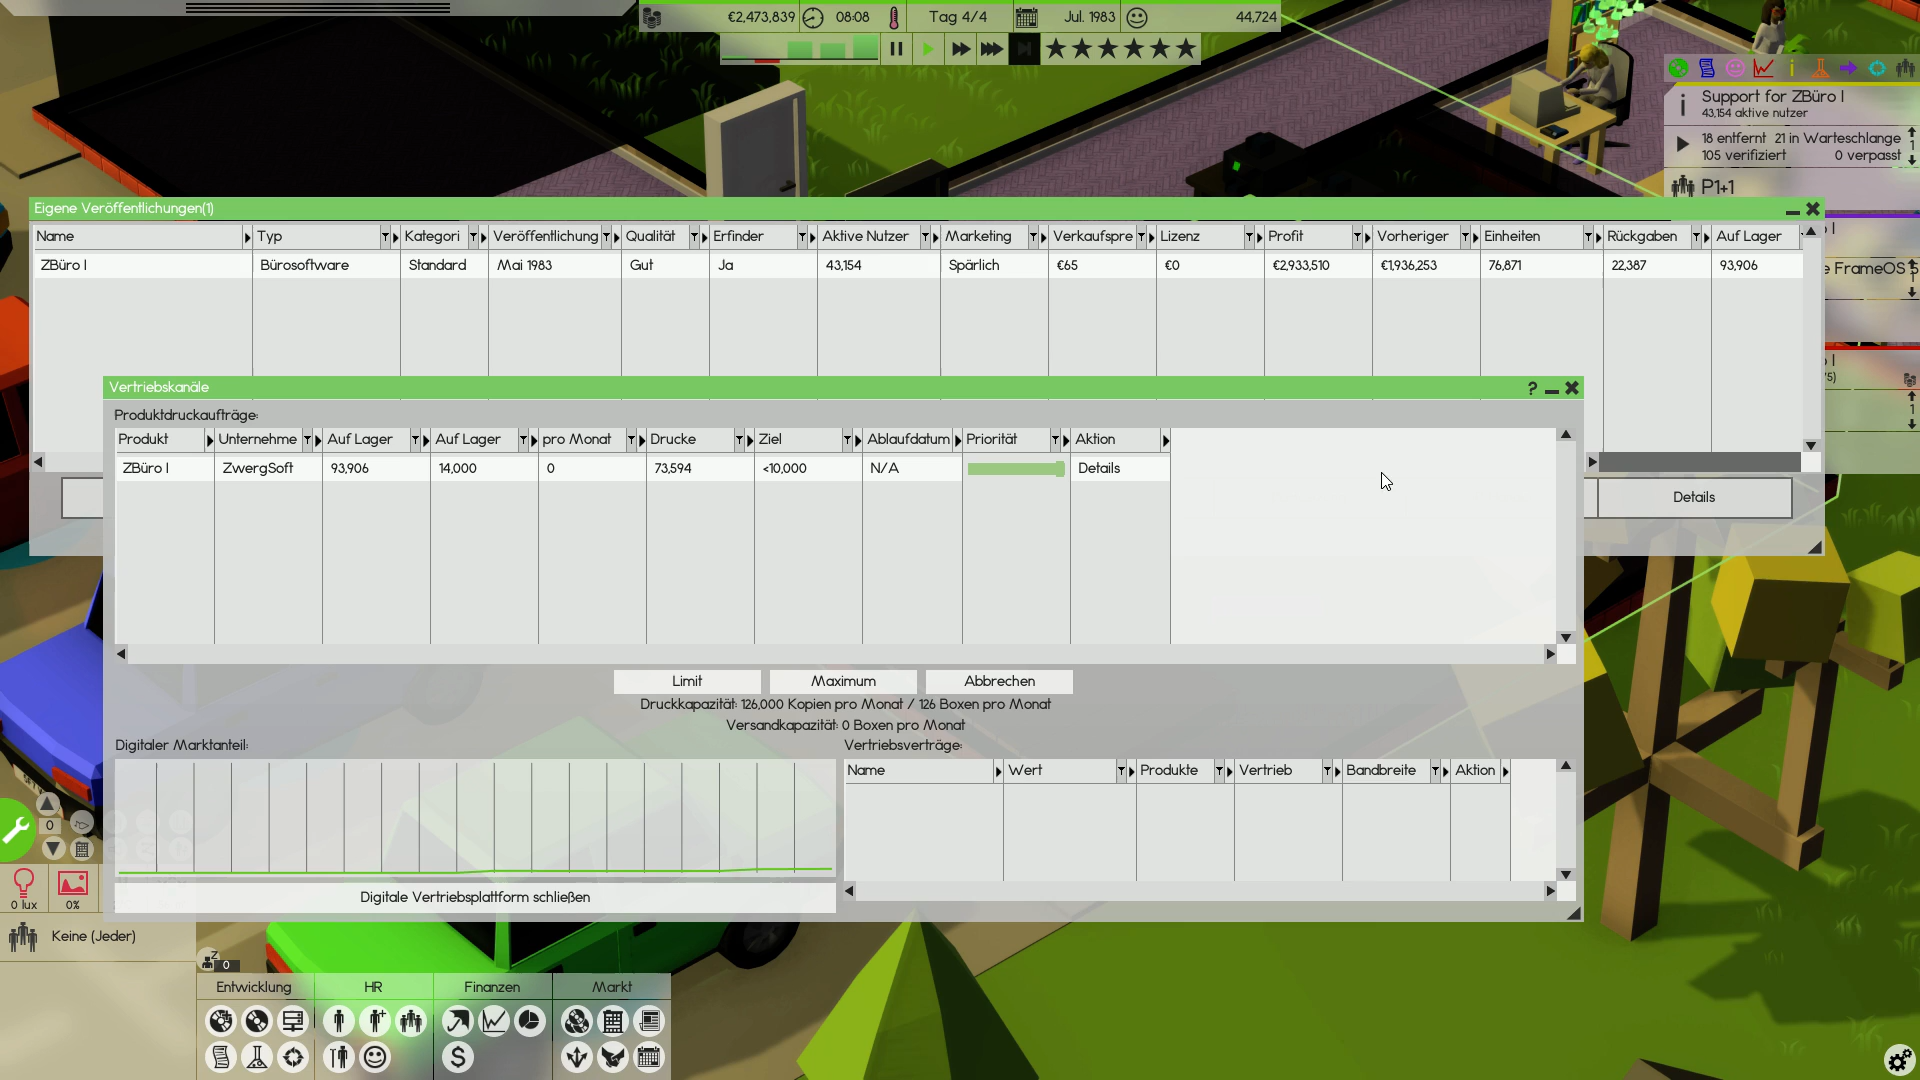 €2,473,839 08:08 Tag 4/4 Jul. 1983 44,724
Support for ZBüro I
43,154 aktive nutzer
18 entfernt 21 in Warteschlange
105 verifiziert 0 verpasst
1
P1+1
Eigene Veröffentlichungen(1)
Name Typ Kategori Veröffentlichung Qualität Erfinder Aktive Nutzer Marketing Verkaufspre Lizenz Profit Vorheriger Einheiten Rückgaben Auf Lager
ZBüro I Bürosoftware Standard Mai 1983 Gut Ja 43,154 Spärlich €65 €0 €2,933,510 €1,936,253 76,871 22,387 93,906
e FrameOS 5
1
Vertriebskanäle
?
Produktdruckaufträge:
Produkt Unternehme Auf Lager Auf Lager pro Monat Drucke Ziel Ablaufdatum Priorität Aktion
ZBüro I ZwergSoft 93,906 14,000 0 73,594 <10,000 N/A Details
Details
Limit Maximum Abbrechen
Druckkapazität: 126,000 Kopien pro Monat / 126 Boxen pro Monat
Versandkapazität: 0 Boxen pro Monat
Digitaler Marktanteil: Vertriebsverträge:
Name Wert Produkte Vertrieb Bandbreite Aktion
Digitale Vertriebsplattform schließen
0
0 lux 0%
Keine (Jeder)
0
Entwicklung HR Finanzen Markt